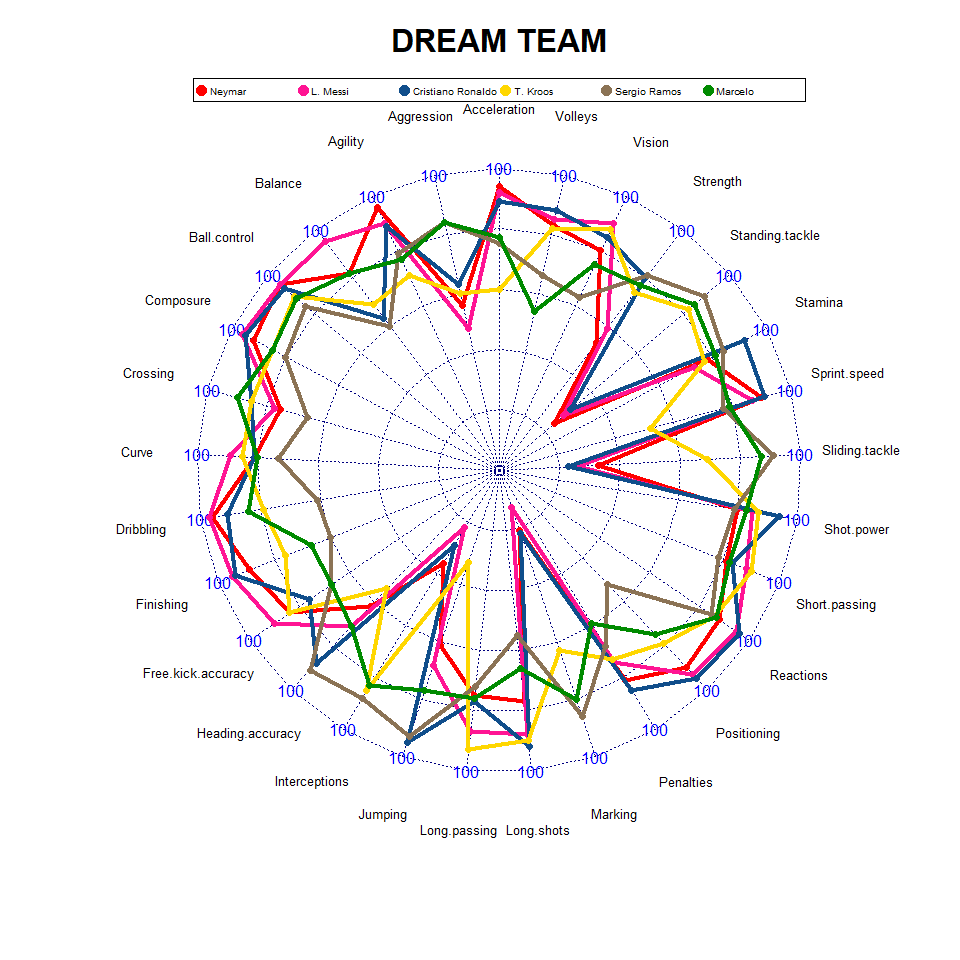 DREAM TEAM
Neymar L. Messi Cristiano Ronaldo T. Kroos Sergio Ramos Marcelo
Acceleration
Aggression Volleys
Agility Vision
100
100 100
Balance Strength
100 100
Ball.control Standing.tackle
100 100
100 100
Composure Stamina
100 100
Crossing Sprint.speed
100 100
Curve Sliding.tackle
100 100
Dribbling Shot.power
100 100
Finishing Short.passing
100 100
Free.kick.accuracy Reactions
100 100
100 100
Heading.accuracy Positioning
100 100
100 100
100 100
Interceptions Penalties
Jumping Marking
Long.passing Long.shots